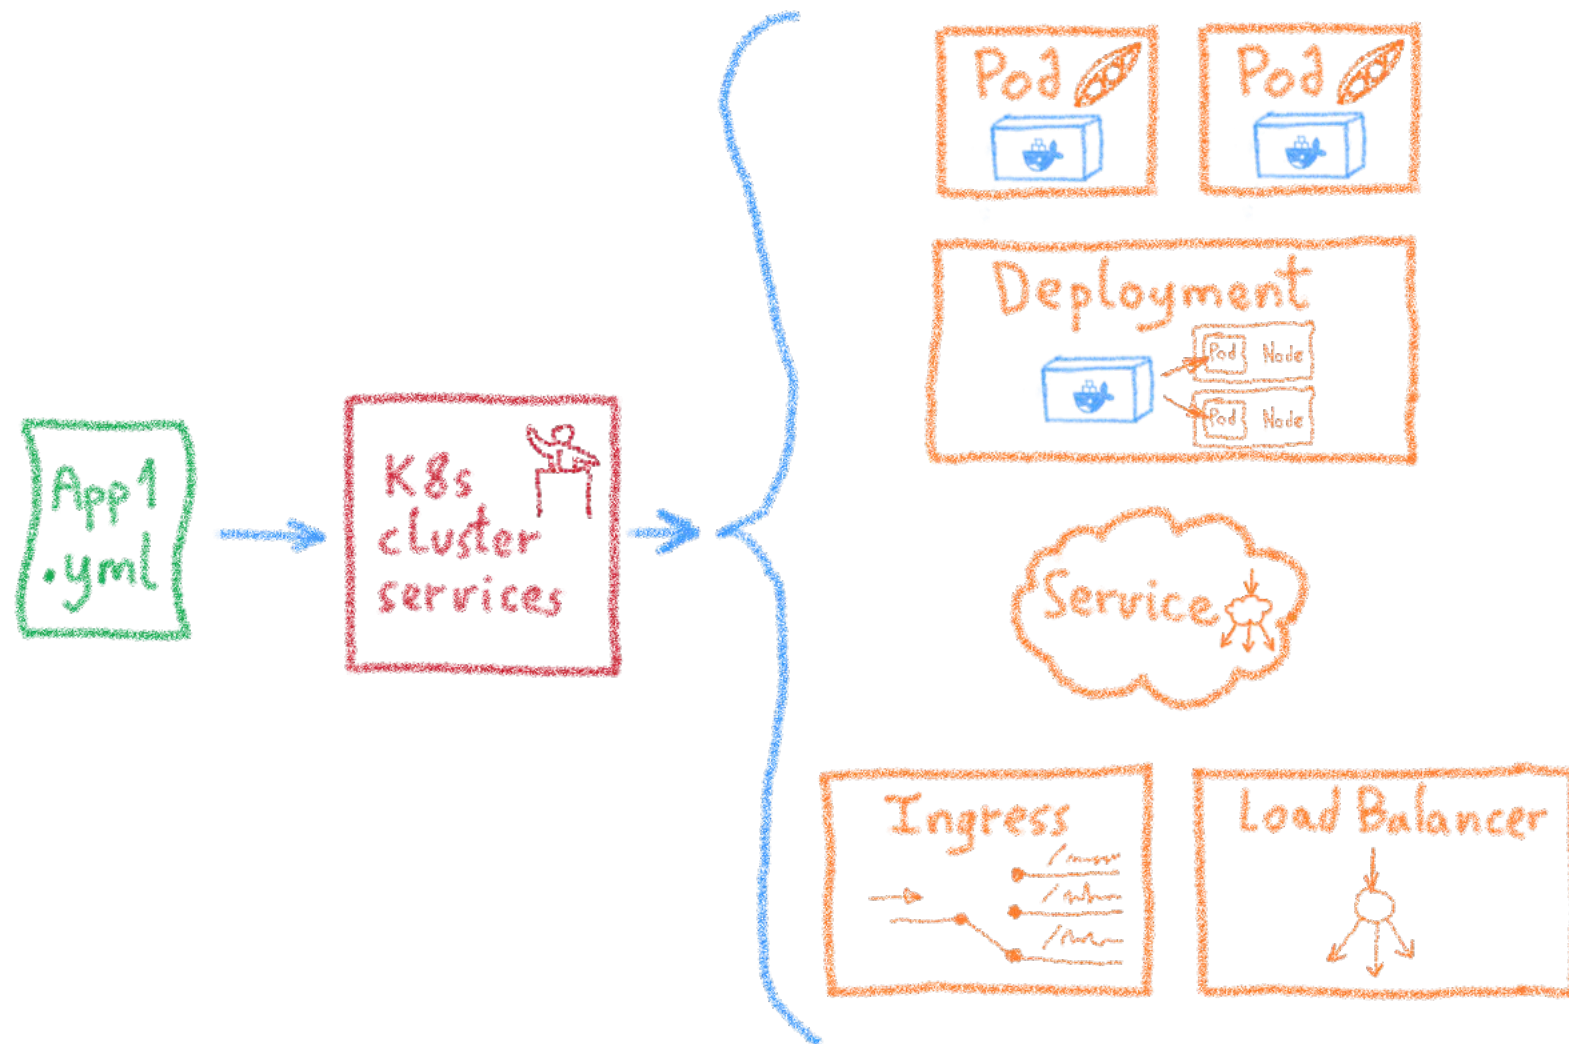 App1
.yml
K8s
cluster
services
Pod
Pod
Deployment
Pod Node
Pod Node
Service
Ingress
Load Balancer